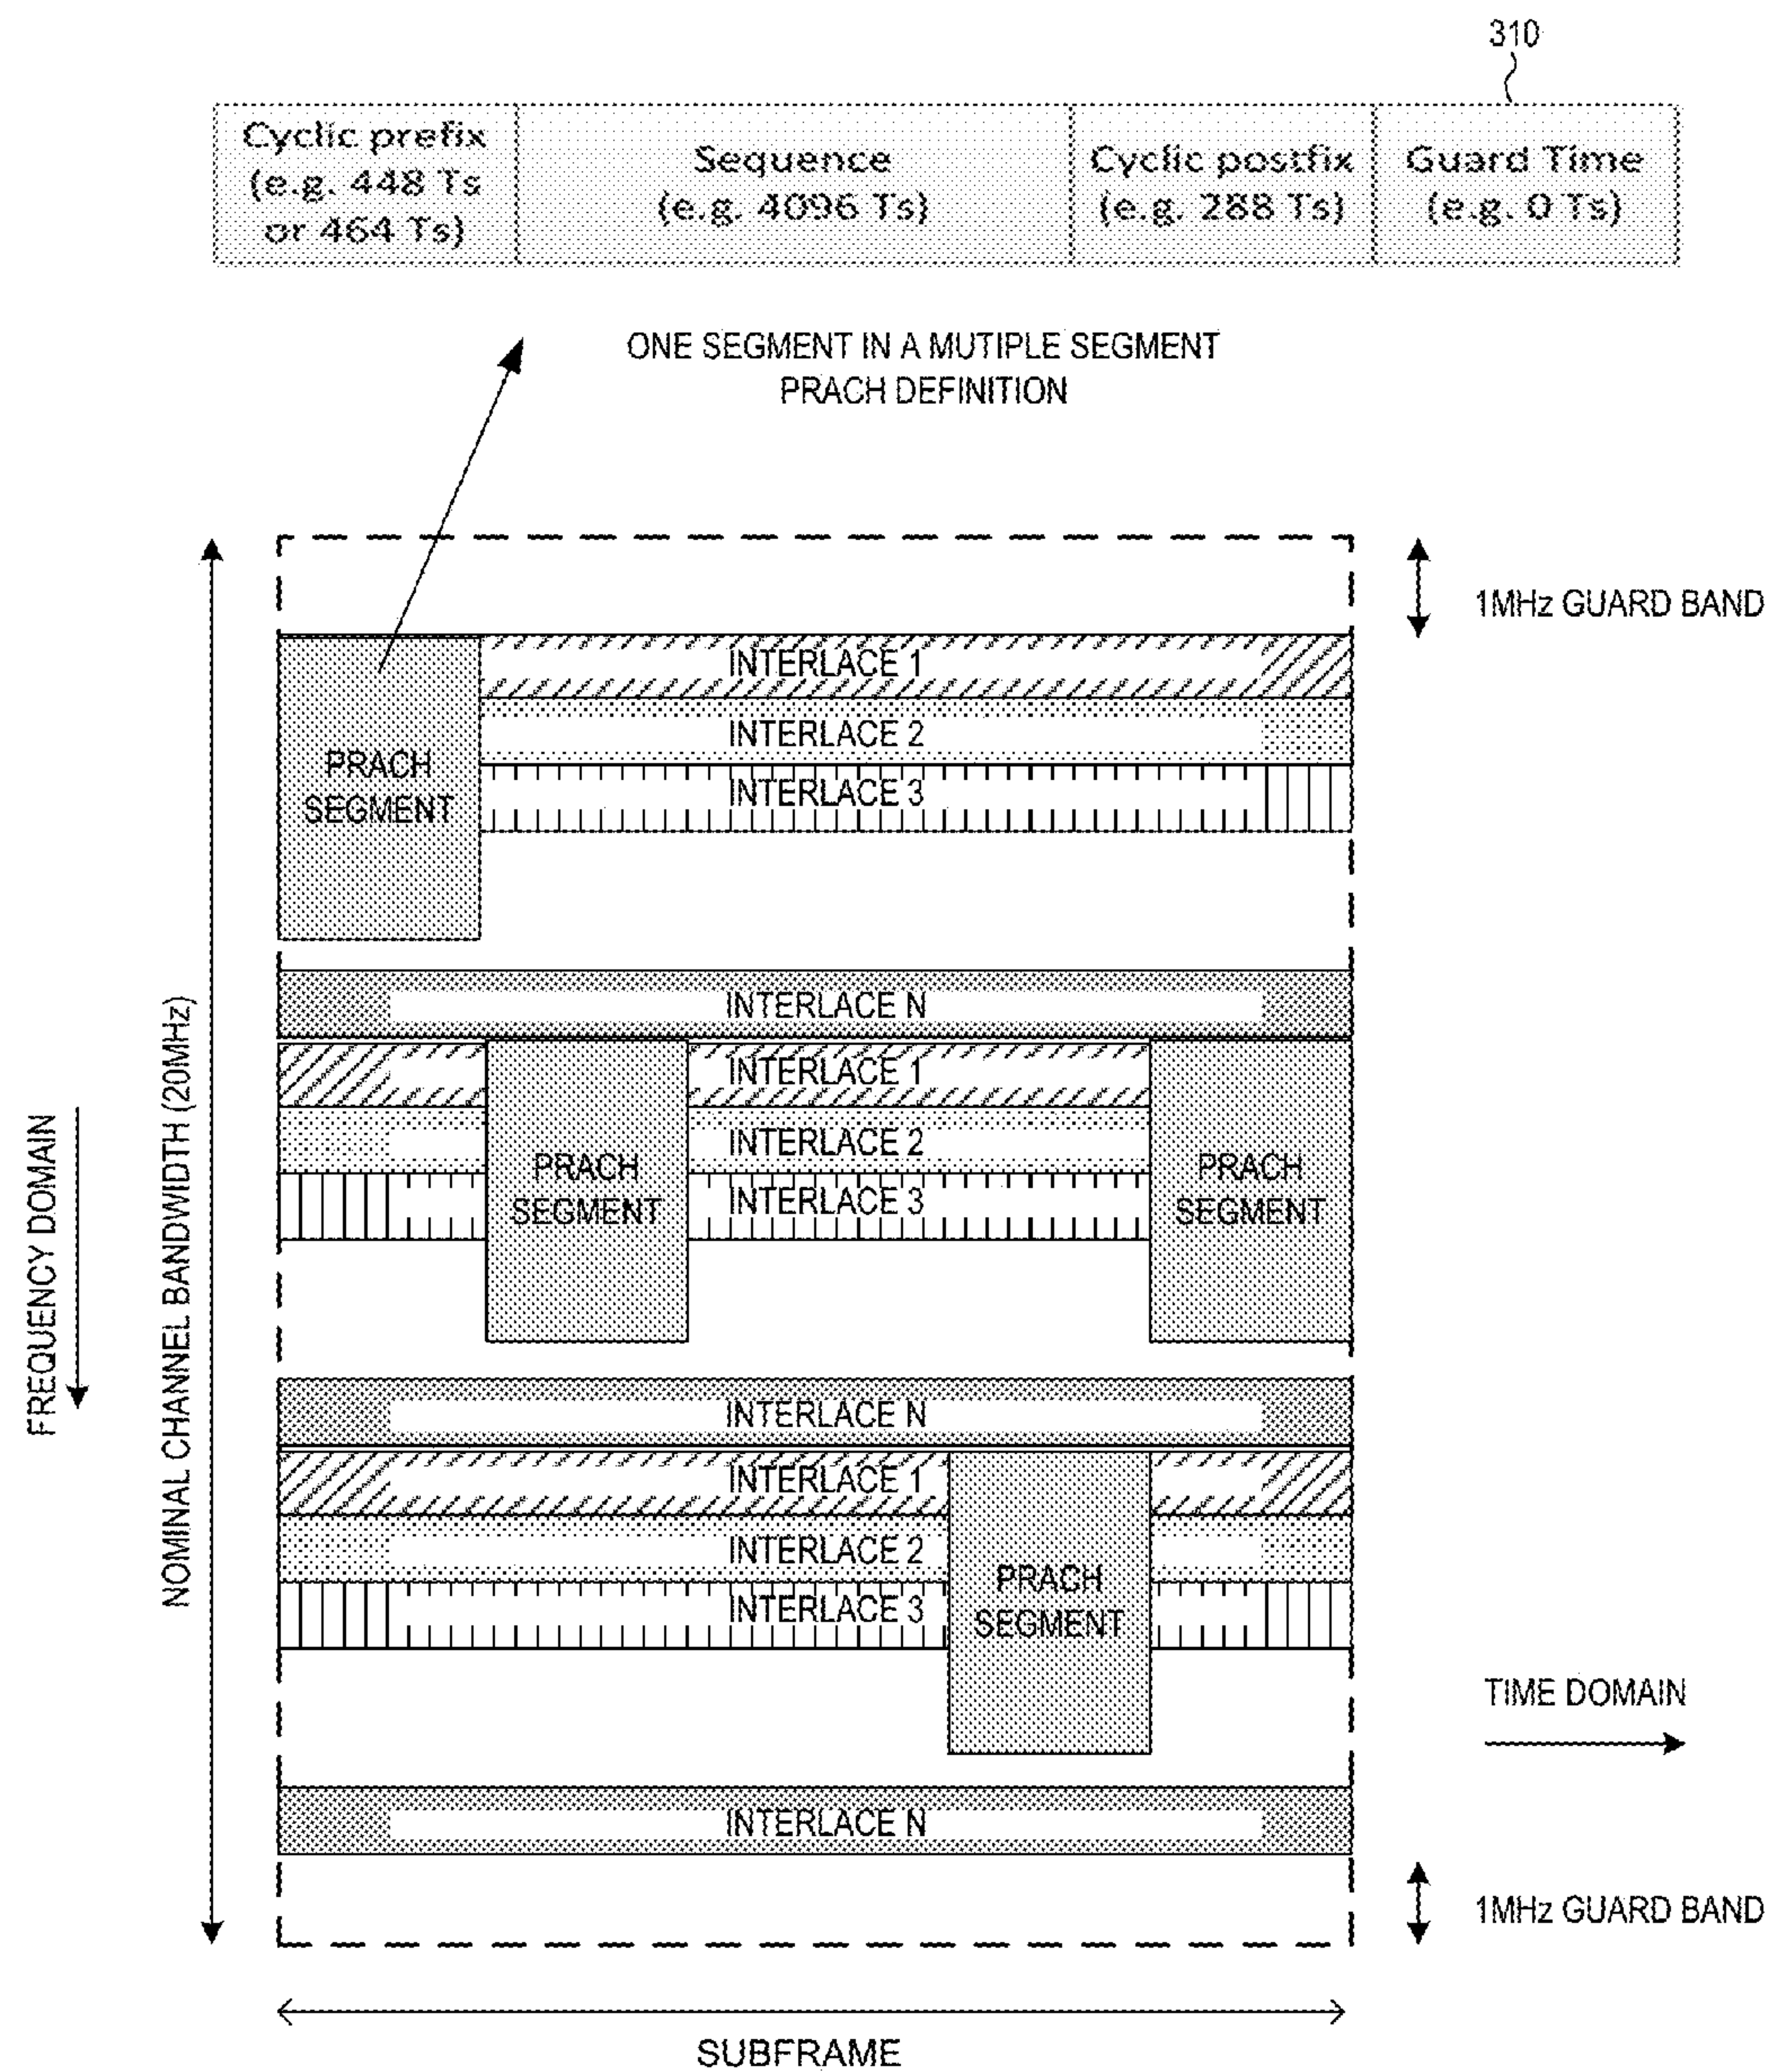 310
Cyclic prefix
(e.g. 448 Ts
or 464 Ts)
Sequence
(e.g. 4096 Ts)
Cyclic postfix
(e.g. 288 Ts)
Guard Time
(e.g. 0 Ts)
ONE SEGMENT IN A MUTIPLE SEGMENT
PRACH DEFINITION
1MHz GUARD BAND
INTERLACE 1
INTERLACE 2
INTERLACE 3
PRACH
SEGMENT
INTERLACE N
INTERLACE 1
INTERLACE 2
INTERLACE 3
PRACH
SEGMENT
PRACH
SEGMENT
INTERLACE N
INTERLACE 1
INTERLACE 2
INTERLACE 3
PRACH
SEGMENT
INTERLACE N
FREQUENCY DOMAIN
NOMINAL CHANNEL BANDWIDTH (20MHz)
TIME DOMAIN
1MHz GUARD BAND
SUBFRAME